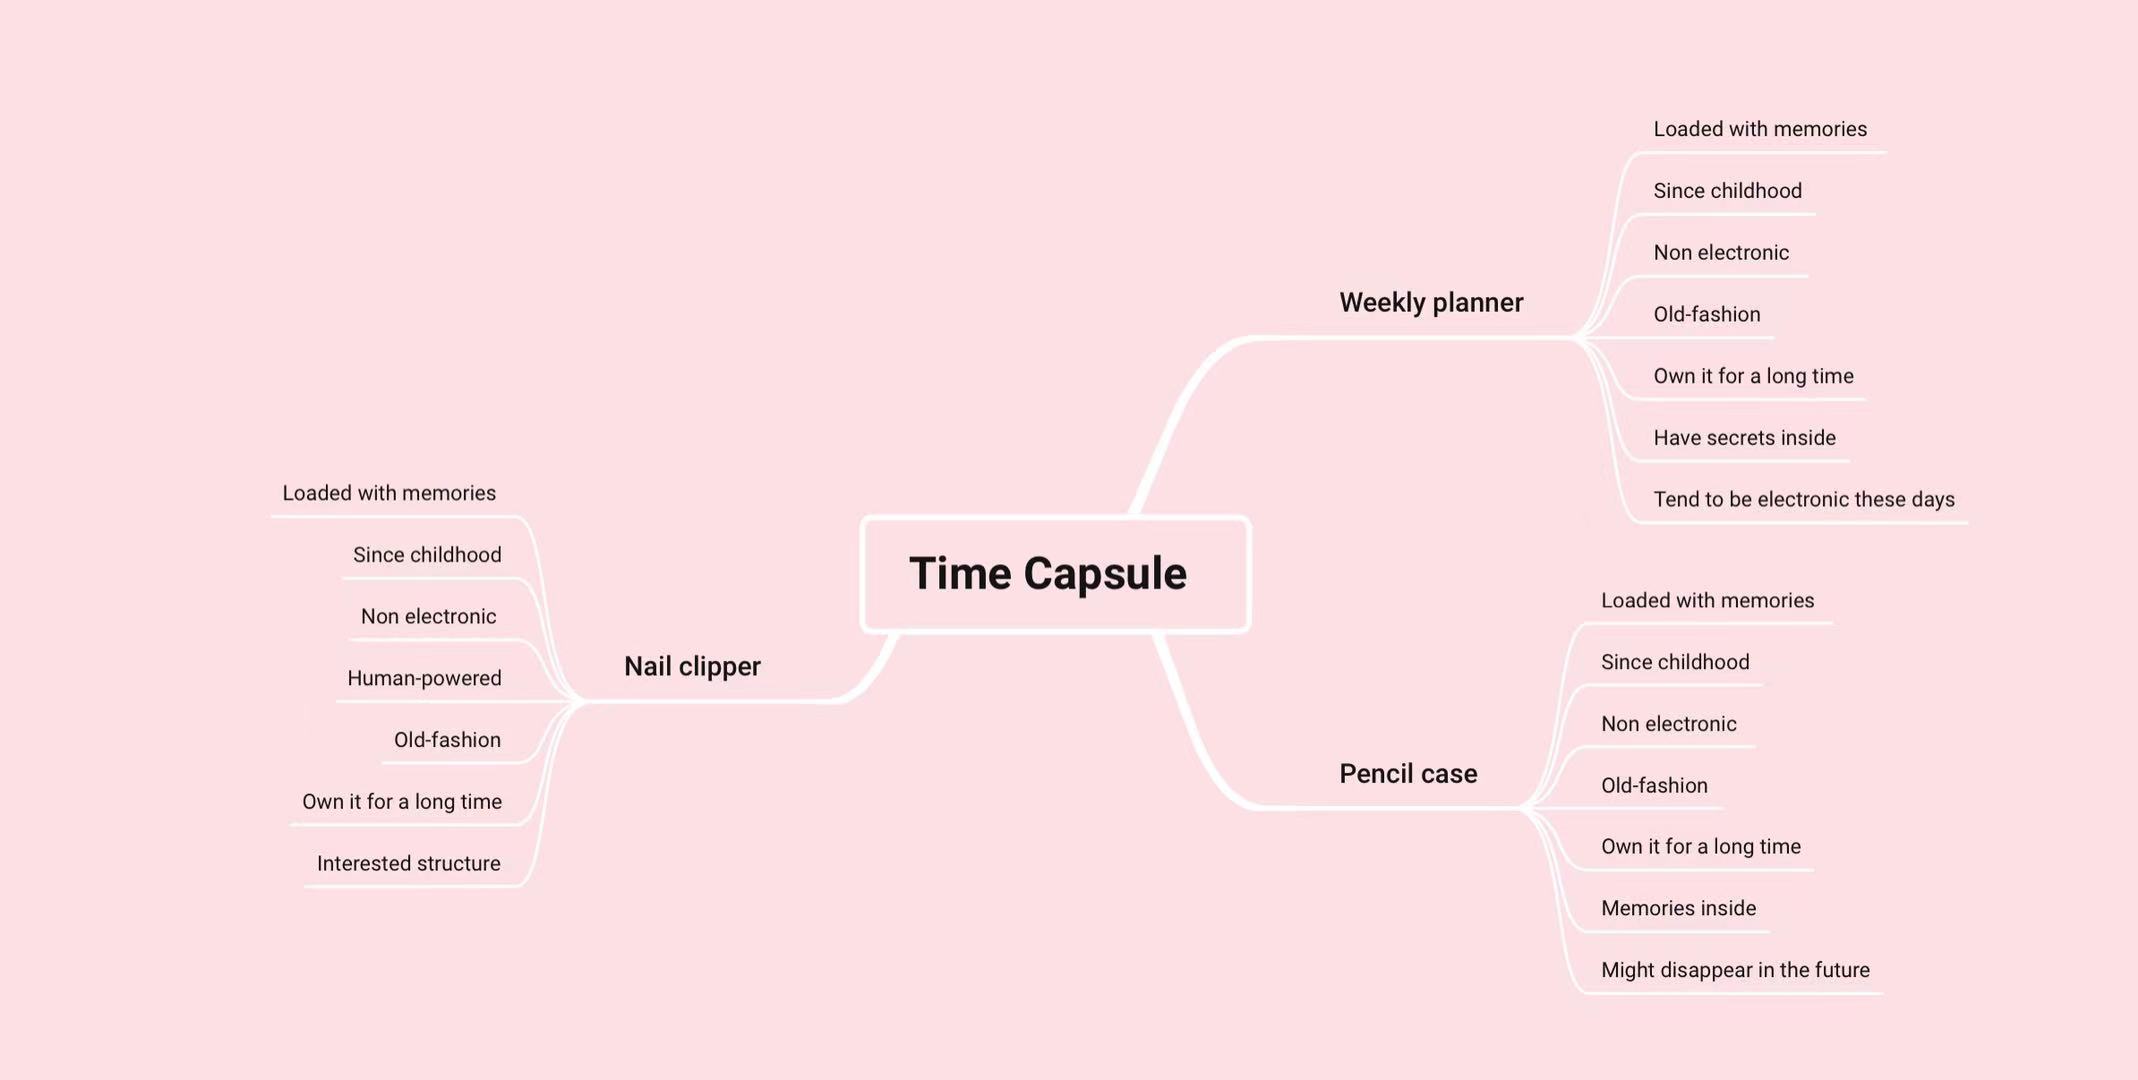 Time Capsule
Weekly planner
Loaded with memories
Since childhood
Non electronic
Old-fashion
Own it for a long time
Have secrets inside
Tend to be electronic these days
Pencil case
Loaded with memories
Since childhood
Non electronic
Old-fashion
Own it for a long time
Memories inside
Might disappear in the future
Nail clipper
Loaded with memories
Since childhood
Non electronic
Human-powered
Old-fashion
Own it for a long time
Interested structure